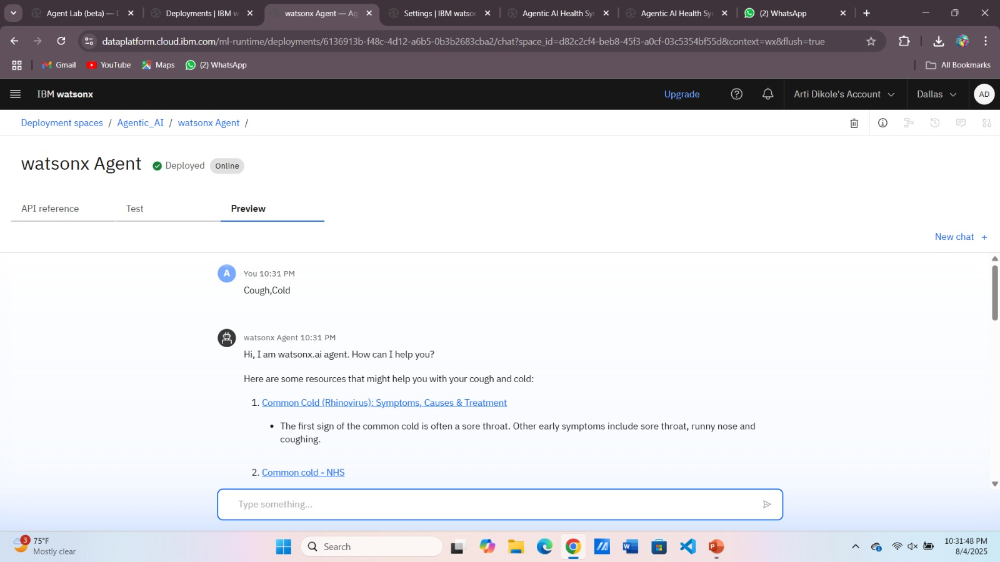 Agent Lab (beta) — D
Deployments | IBM w
watsonx Agent — Ag
Settings | IBM watson
Agentic AI Health Sy
Agentic AI Health Sy
(2) WhatsApp
dataplatform.cloud.ibm.com/ml-runtime/deployments/6136913b-f48c-4d12-a6b5-0b3b2683cba2/chat?space_id=d82c2cf4-beb8-45f3-a0cf-03c5354bf55d&context=wx&flush=true
Gmail
YouTube
Maps
(2) WhatsApp
All Bookmarks
IBM watsonx
Upgrade
Arti Dikole's Account
Dallas
AD
Deployment spaces / Agentic_AI / watsonx Agent /
watsonx Agent
Deployed
Online
API reference
Test
Preview
New chat +
A
You 10:31 PM
Cough,Cold
watsonx Agent 10:31 PM
Hi, I am watsonx.ai agent. How can I help you?
Here are some resources that might help you with your cough and cold:
1. Common Cold (Rhinovirus): Symptoms, Causes & Treatment
• The first sign of the common cold is often a sore throat. Other early symptoms include sore throat, runny nose and
coughing.
2. Common cold - NHS
Type something...
3
75°F
Mostly clear
Search
10:31:48 PM
8/4/2025